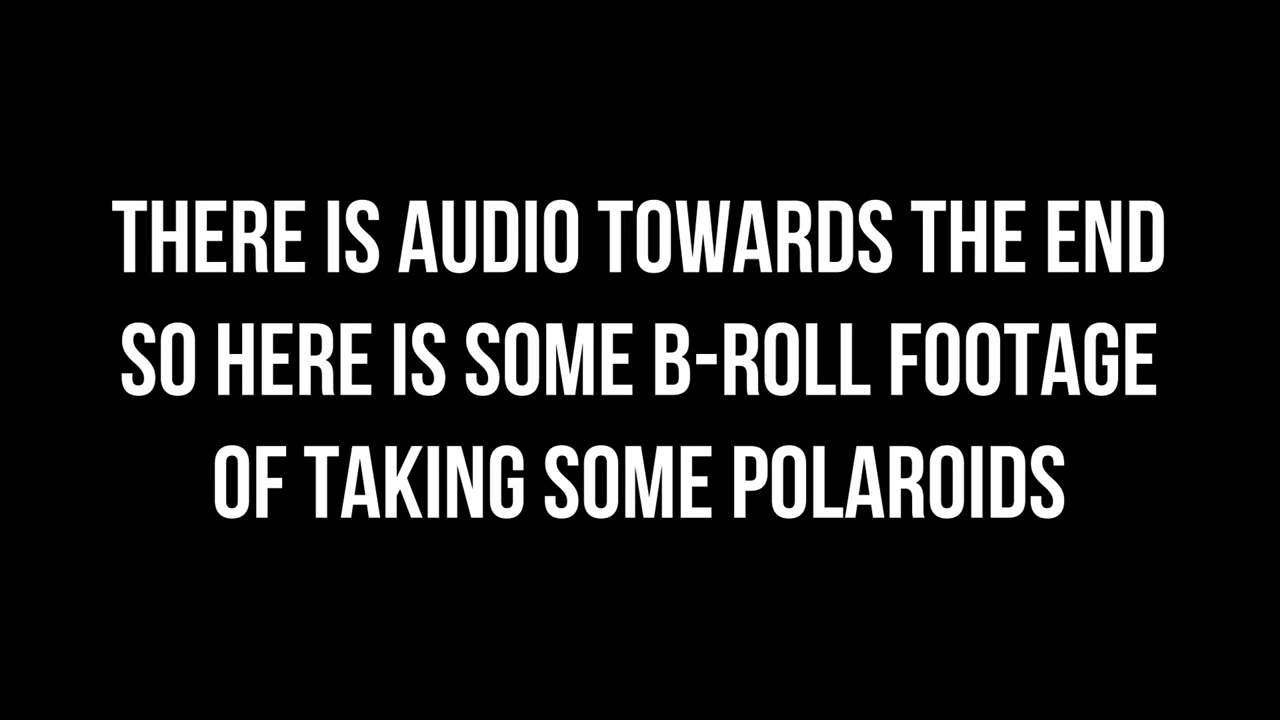 THERE IS AUDIO TOWARDS THE END
SO HERE IS SOME B-ROLL FOOTAGE
OF TAKING SOME POLAROIDS